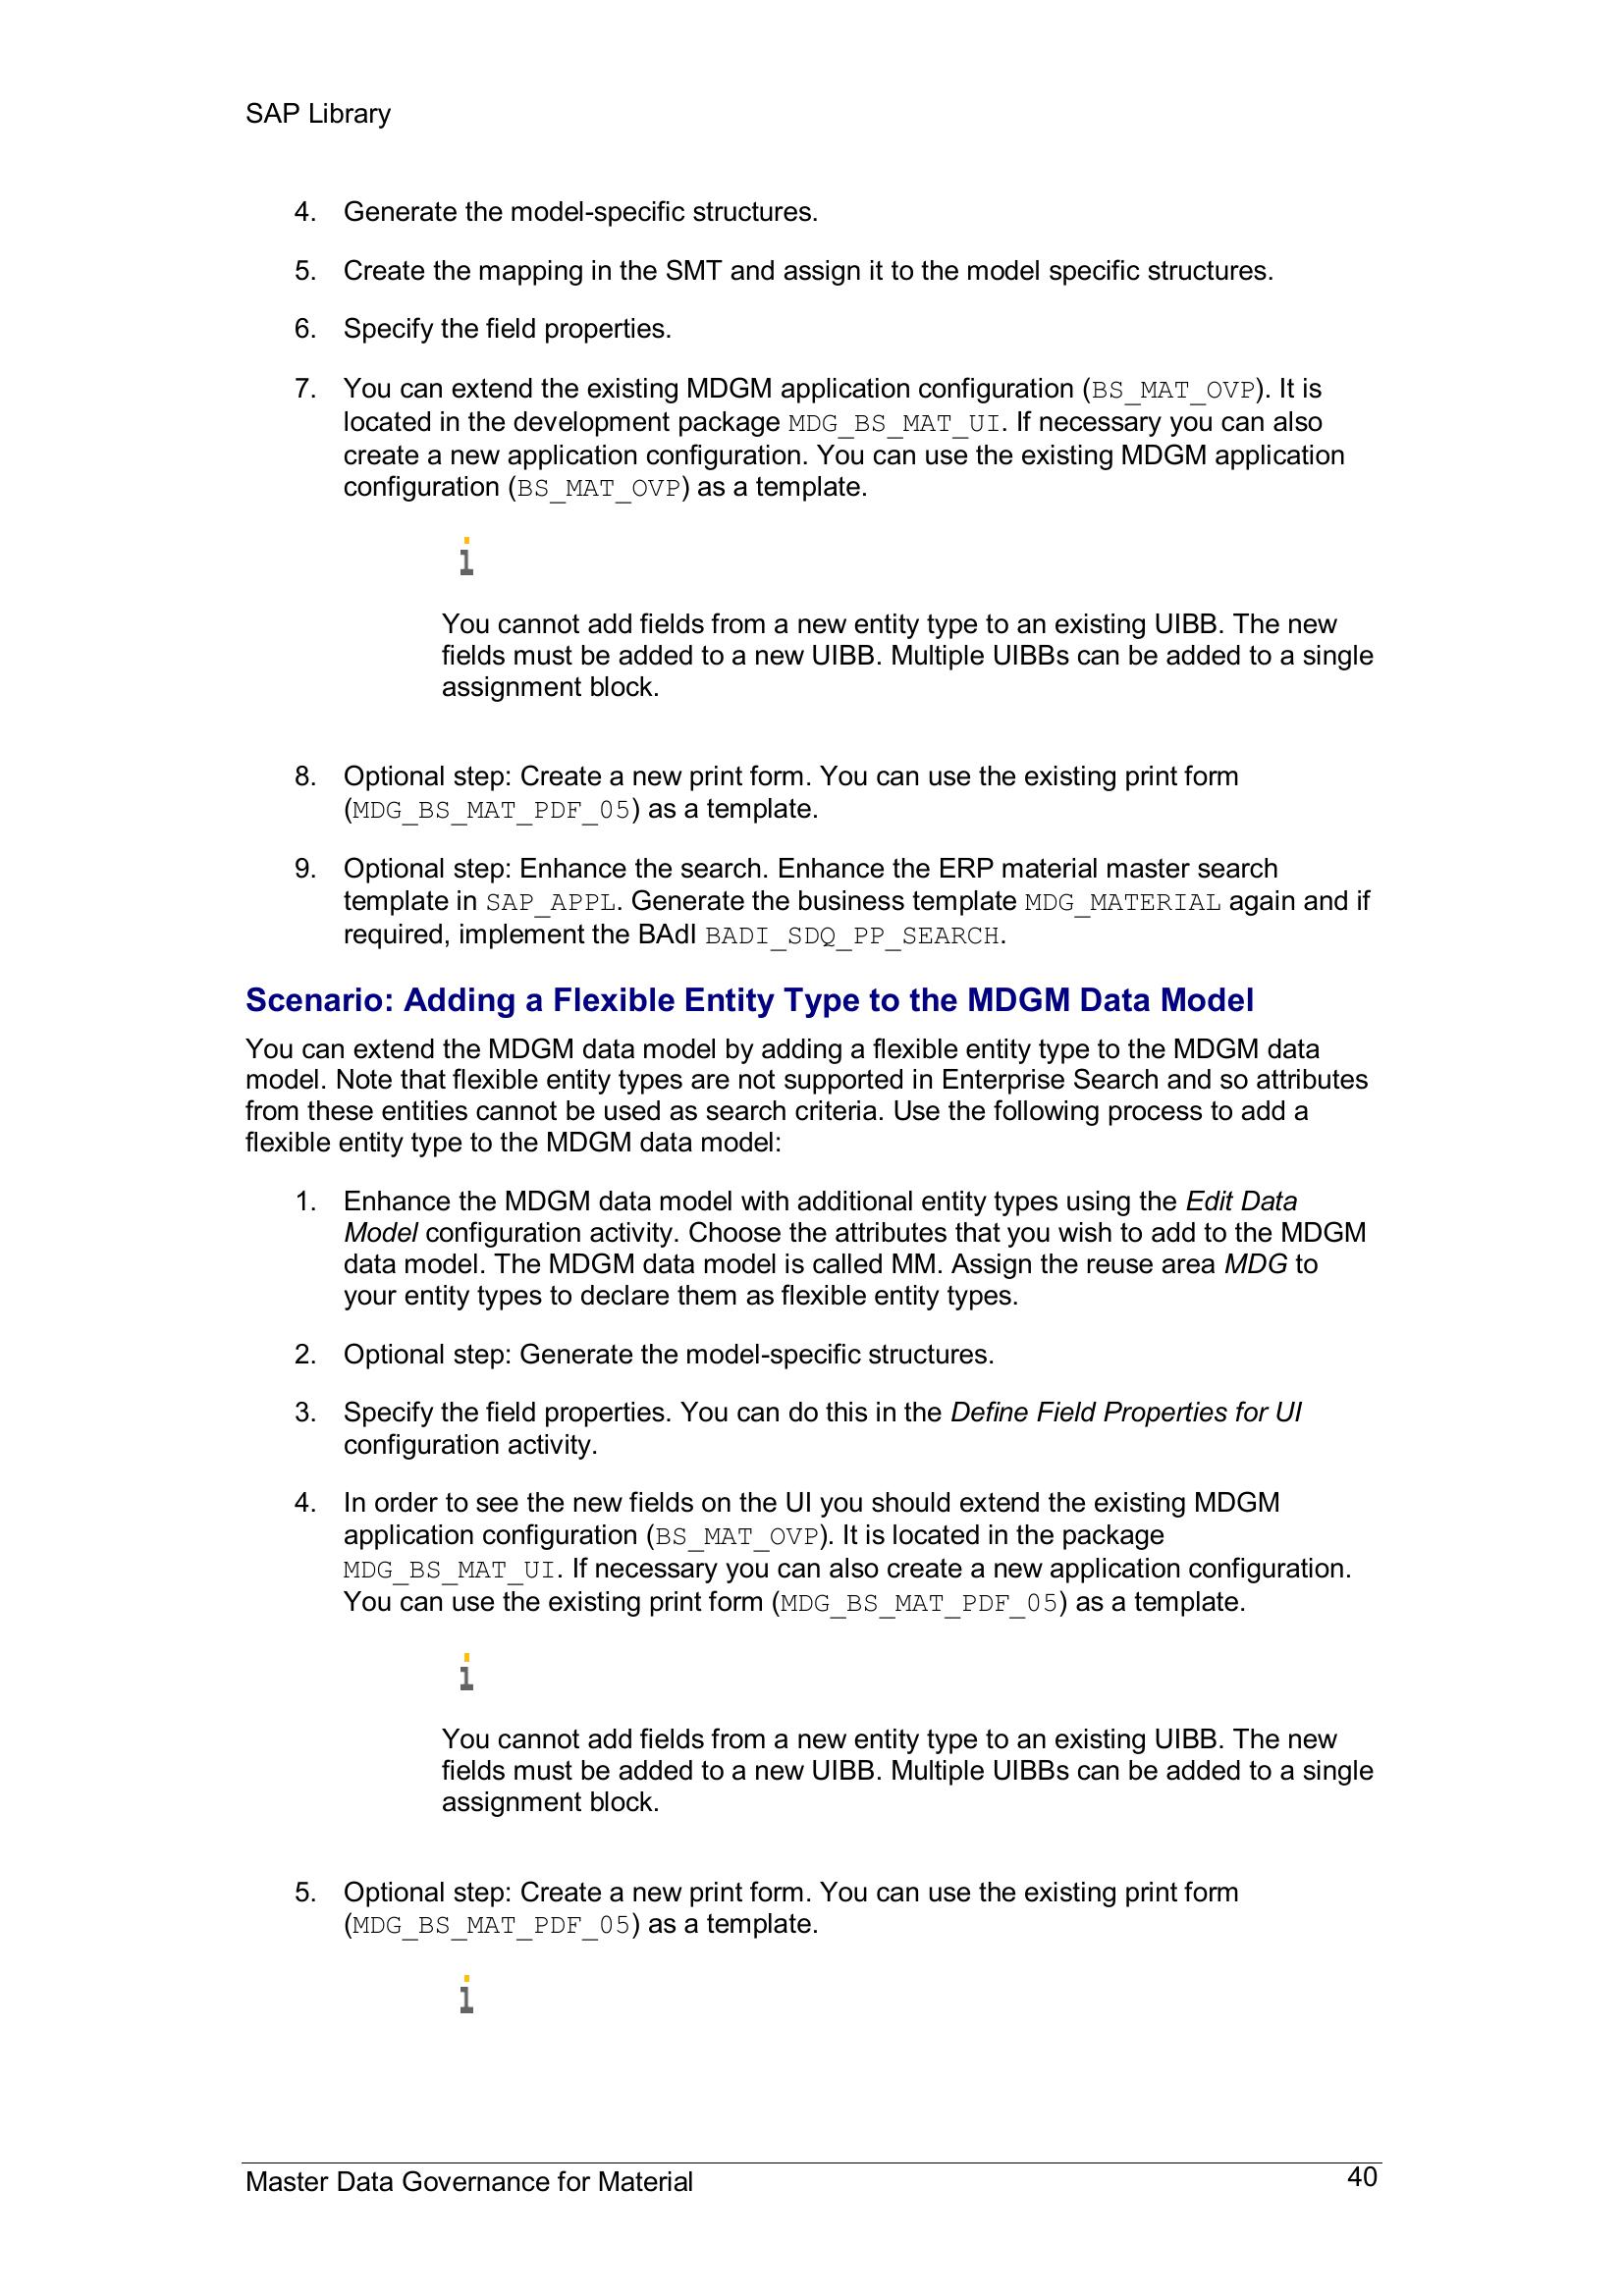 SAP Library
4. Generate the model-specific structures.
5. Create the mapping in the SMT and assign it to the model specific structures.
6. Specify the field properties.
7. You can extend the existing MDGM application configuration (BS_MAT_OVP). It is
located in the development package MDG_BS_MAT_UI. If necessary you can also
create a new application configuration. You can use the existing MDGM application
configuration (BS_MAT_OVP) as a template.
i
You cannot add fields from a new entity type to an existing UIBB. The new
fields must be added to a new UIBB. Multiple UIBBs can be added to a single
assignment block.
8. Optional step: Create a new print form. You can use the existing print form
(MDG_BS_MAT_PDF_05) as a template.
9. Optional step: Enhance the search. Enhance the ERP material master search
template in SAP_APPL. Generate the business template MDG_MATERIAL again and if
required, implement the BAdI BADI_SDQ_PP_SEARCH.
Scenario: Adding a Flexible Entity Type to the MDGM Data Model
You can extend the MDGM data model by adding a flexible entity type to the MDGM data
model. Note that flexible entity types are not supported in Enterprise Search and so attributes
from these entities cannot be used as search criteria. Use the following process to add a
flexible entity type to the MDGM data model:
1. Enhance the MDGM data model with additional entity types using the Edit Data
Model configuration activity. Choose the attributes that you wish to add to the MDGM
data model. The MDGM data model is called MM. Assign the reuse area MDG to
your entity types to declare them as flexible entity types.
2. Optional step: Generate the model-specific structures.
3. Specify the field properties. You can do this in the Define Field Properties for UI
configuration activity.
4. In order to see the new fields on the UI you should extend the existing MDGM
application configuration (BS_MAT_OVP). It is located in the package
MDG_BS_MAT_UI. If necessary you can also create a new application configuration.
You can use the existing print form (MDG_BS_MAT_PDF_05) as a template.
i
You cannot add fields from a new entity type to an existing UIBB. The new
fields must be added to a new UIBB. Multiple UIBBs can be added to a single
assignment block.
5. Optional step: Create a new print form. You can use the existing print form
(MDG_BS_MAT_PDF_05) as a template.
i
Master Data Governance for Material 40